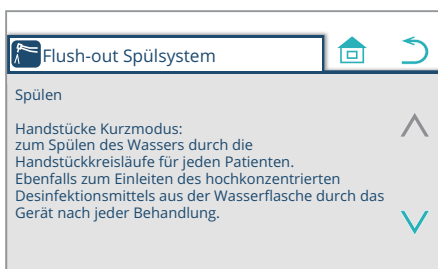 Flush-out Spülsystem
Spülen
Handstücke Kurzmodus:
zum Spülen des Wassers durch die
Handstückkreisläufe für jeden Patienten.
Ebenfalls zum Einleiten des hochkonzentrierten
Desinfektionsmittels aus der Wasserflasche durch das
Gerät nach jeder Behandlung.